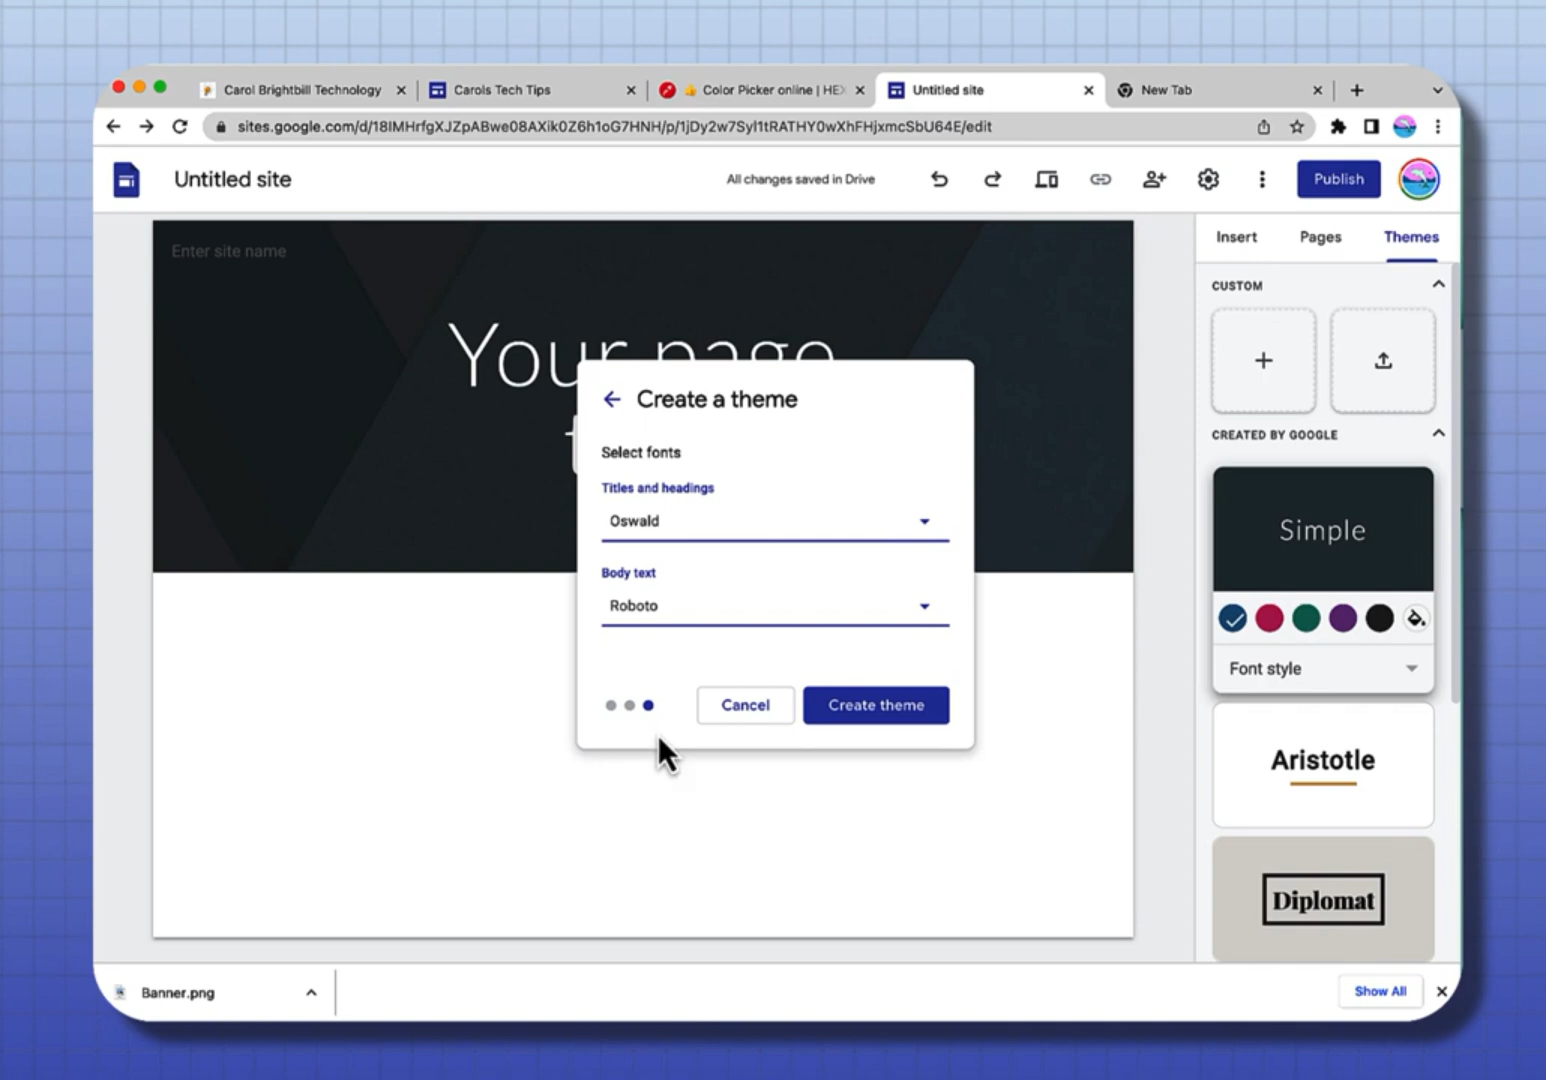 Carol Brightbill Technology
Carols Tech Tips
Color Picker online | HEX
Untitled site
New Tab
sites.google.com/d/18IMHrfgXJZpABwe08AXik0Z6h1oG7HNH/p/1jDy2w7Syl1tRATHY0wXhFHjxmcSbU64E/edit
Untitled site
All changes saved in Drive
Publish
Enter site name
Your page
Insert
Pages
Themes
CUSTOM
CREATED BY GOOGLE
Simple
Font style
Aristotle
Diplomat
Create a theme
Select fonts
Titles and headings
Oswald
Body text
Roboto
Cancel
Create theme
Banner.png
Show All